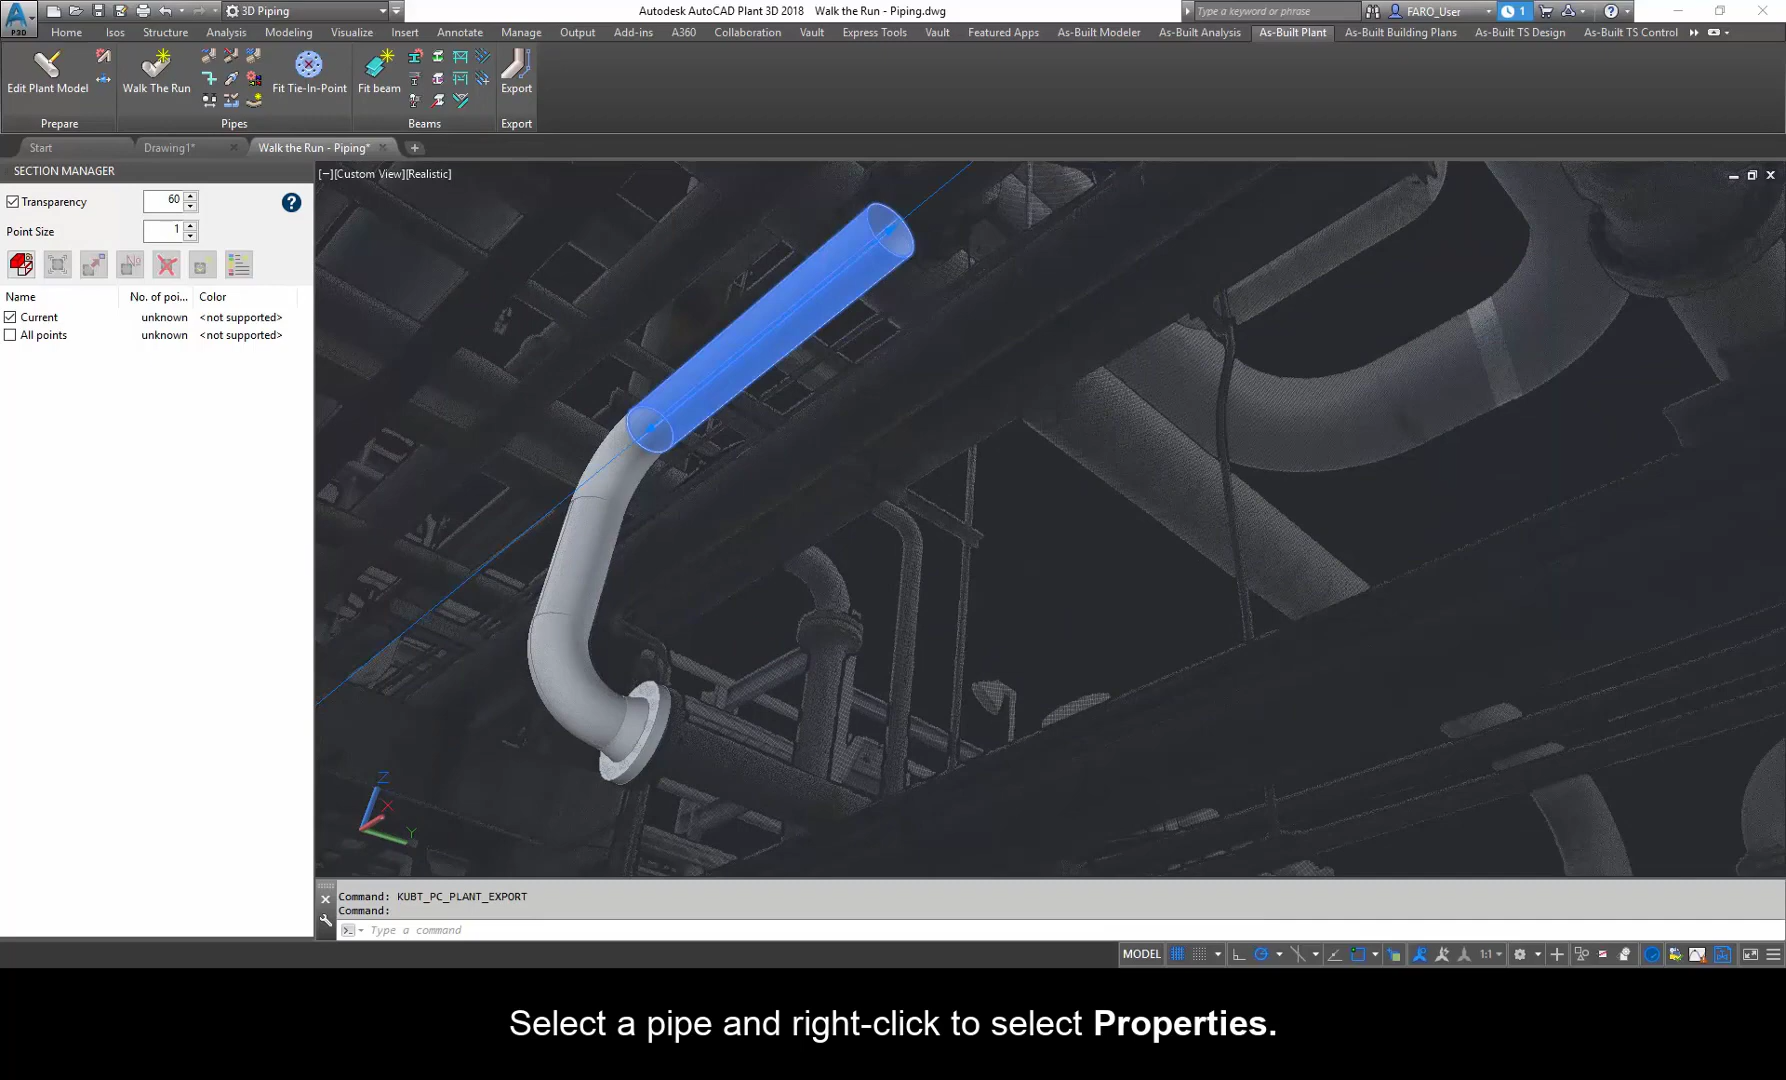 3D Piping
Autodesk AutoCAD Plant 3D 2018 Walk the Run - Piping.dwg
Type a keyword or phrase
FARO_User
1
P3D
Home Isos Structure Analysis Modeling Visualize Insert Annotate Manage Output Add-ins A360 Collaboration Vault Express Tools Vault Featured Apps As-Built Modeler As-Built Analysis As-Built Plant As-Built Building Plans As-Built TS Design As-Built TS Control
Edit Plant Model Walk The Run Fit Tie-In-Point Fit beam Export
Prepare Pipes Beams Export
Start Drawing1* Walk the Run - Piping*
SECTION MANAGER
[−][Custom View][Realistic]
Transparency 60
Point Size 1
Name No. of poi... Color
Current unknown <not supported>
All points unknown <not supported>
Z
X
Y
Command: KUBT_PC_PLANT_EXPORT
Command:
Type a command
MODEL 1:1
Select a pipe and right-click to select Properties.